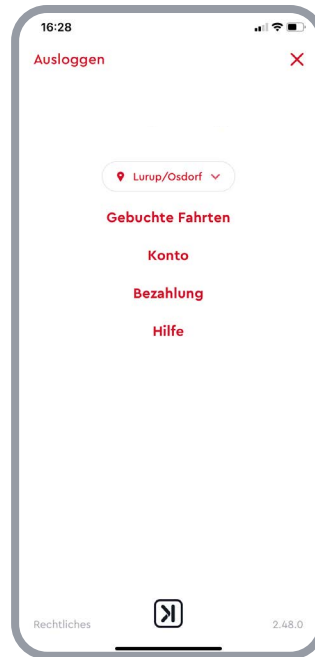 16:28
Ausloggen
Lurup/Osdorf
Gebuchte Fahrten
Konto
Bezahlung
Hilfe
Rechtliches
2.48.0